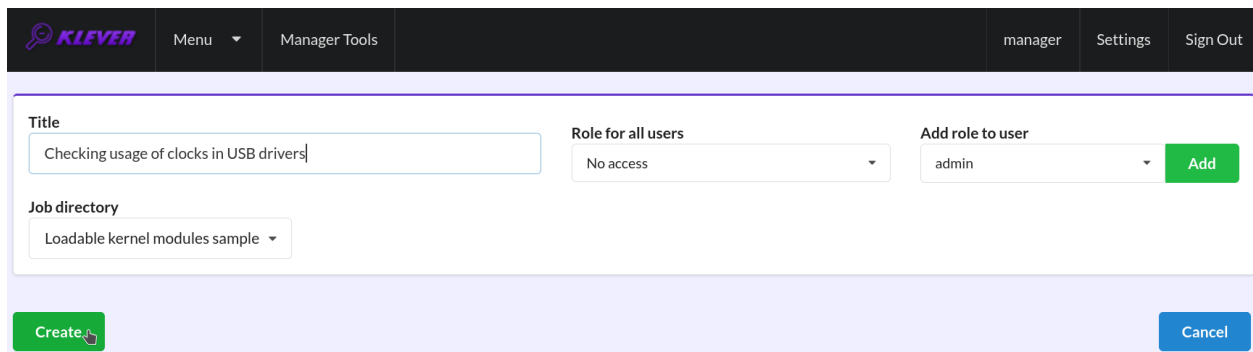 KLEVER Menu Manager Tools manager Settings Sign Out
Title
Checking usage of clocks in USB drivers
Role for all users
No access
Add role to user
admin
Add
Job directory
Loadable kernel modules sample
Create
Cancel